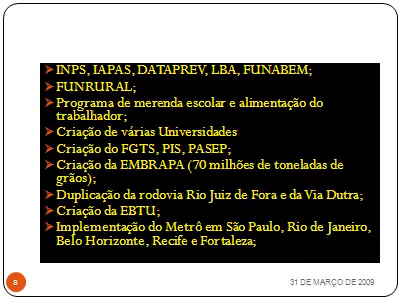 INPS, IAPAS, DATAPREV, LBA, FUNABEM;
FUNRURAL;
Programa de merenda escolar e alimentação do
trabalhador;
Criação de várias Universidades
Criação do FGTS, PIS, PASEP;
Criação da EMBRAPA (70 milhões de toneladas de
grãos);
Duplicação da rodovia Rio Juiz de Fora e da Via Dutra;
Criação da EBTU;
Implementação do Metrô em São Paulo, Rio de Janeiro,
Belo Horizonte, Recife e Fortaleza;
8
31 DE MARÇO DE 2009